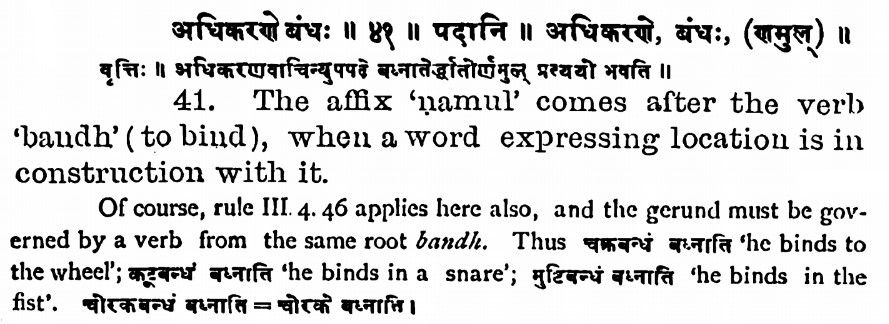 अधिकरणे बंधः ॥ ४१ ॥ पदानि ॥ अधिकरणे, बंधः, (णमुल्) ॥
वृत्तिः ॥ अधिकरणवाचिन्युपपदे बध्नातेर्द्धातोर्णमुल् प्रत्ययो भवति ॥
41. The affix 'ṇamul' comes after the verb
'bandh' (to bind), when a word expressing location is in
construction with it.
Of course, rule III. 4. 46 applies here also, and the gerund must be gov-
erned by a verb from the same root bandh. Thus चक्रबन्धं बध्नाति 'he binds to
the wheel'; कूटबन्धं बध्नाति 'he binds in a snare'; मुष्टिबन्धं बध्नाति 'he binds in the
fist'. चोरकबन्धं बध्नाति = चोरके बध्नाति ।